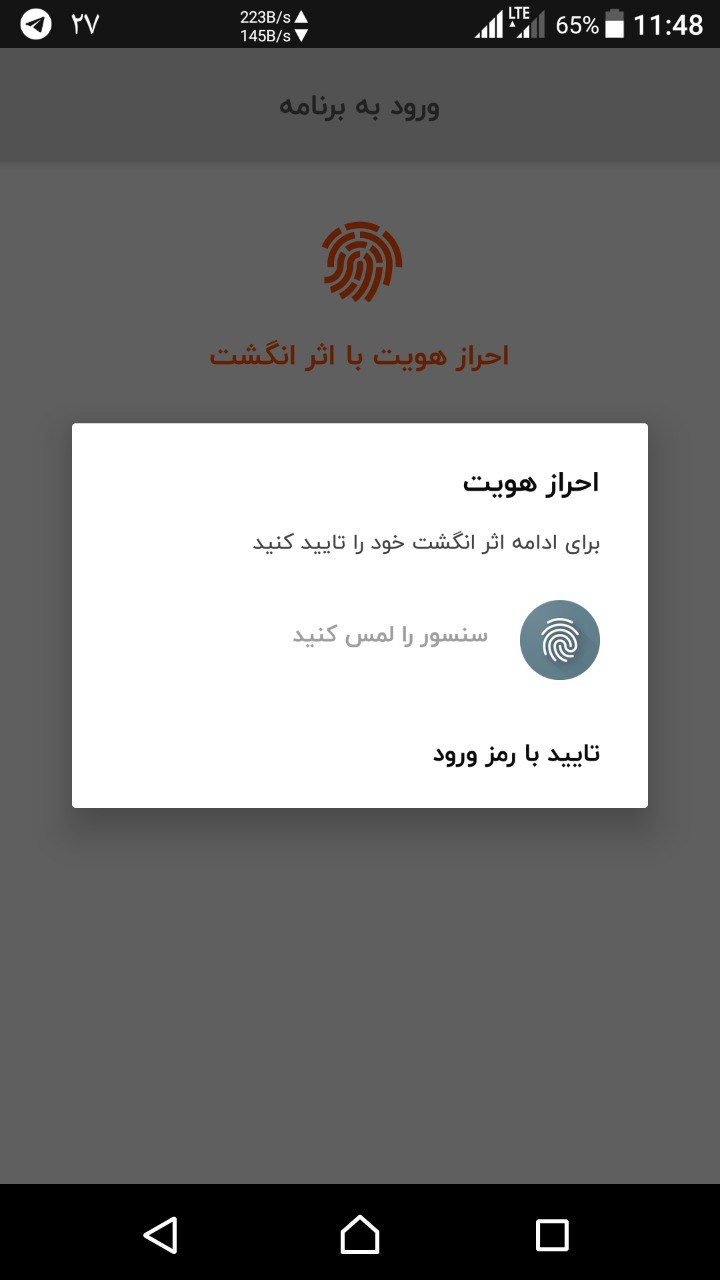 ۲۷
223B/s
145B/s
LTE
65%
11:48
ورود به برنامه
احراز هویت با اثر انگشت
احراز هویت
برای ادامه اثر انگشت خود را تایید کنید
سنسور را لمس کنید
تایید با رمز ورود